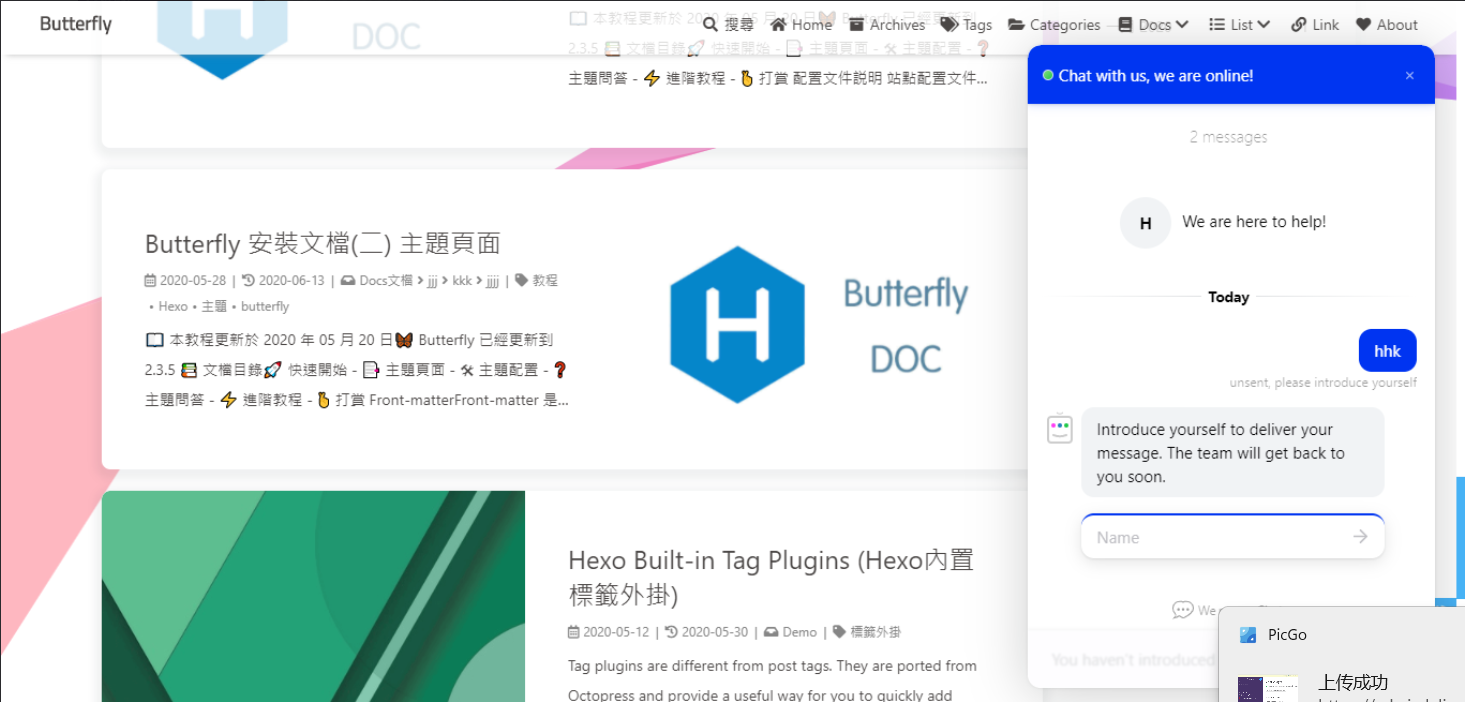 Butterfly
搜尋 Home Archives Tags Categories Docs List Link About
DOC
本教程更新於 2020 年 05 月 20 日🦋 Butterfly 已經更新到
2.3.5 📚 文檔目錄🚀 快速開始 - 📑 主題頁面 - 🛠 主題配置 - ❓
主題問答 - ⚡ 進階教程 - 💰 打賞 配置文件説明 站點配置文件...
Butterfly 安裝文檔(二) 主題頁面
2020-05-28 | 2020-06-13 | Docs文檔 > jjj > kkk > jjjj | 教程
• Hexo • 主題 • butterfly
📖 本教程更新於 2020 年 05 月 20 日🦋 Butterfly 已經更新到
2.3.5 📚 文檔目錄🚀 快速開始 - 📑 主題頁面 - 🛠 主題配置 - ❓
主題問答 - ⚡ 進階教程 - 打賞 Front-matterFront-matter 是...
Butterfly
DOC
Hexo Built-in Tag Plugins (Hexo內置
標籤外掛)
2020-05-12 | 2020-05-30 | Demo | 標籤外掛
Tag plugins are different from post tags. They are ported from
Octopress and provide a useful way for you to quickly add
Chat with us, we are online!
×
2 messages
H
We are here to help!
Today
hhk
unsent, please introduce yourself
Introduce yourself to deliver your
message. The team will get back to
you soon.
Name
We
You haven't introduced
PicGo
上传成功